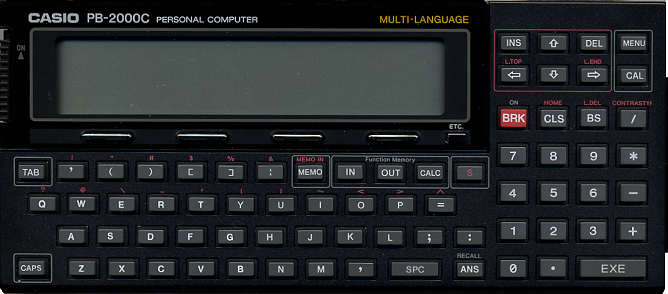 CASIO PB-2000C PERSONAL COMPUTER MULTI-LANGUAGE
ON
INS DEL MENU
L.TOP L.END
CAL
ETC.
ON HOME L.DEL CONTRAST
BRK CLS BS /
MEMO IN Function Memory
TAB ' ( ) [ ] : MEMO IN OUT CALC S
7 8 9 *
Q W E R T Y U I O P =
4 5 6 −
A S D F G H J K L ; :
1 2 3 +
RECALL
CAPS Z X C V B N M , SPC ANS
0 . EXE